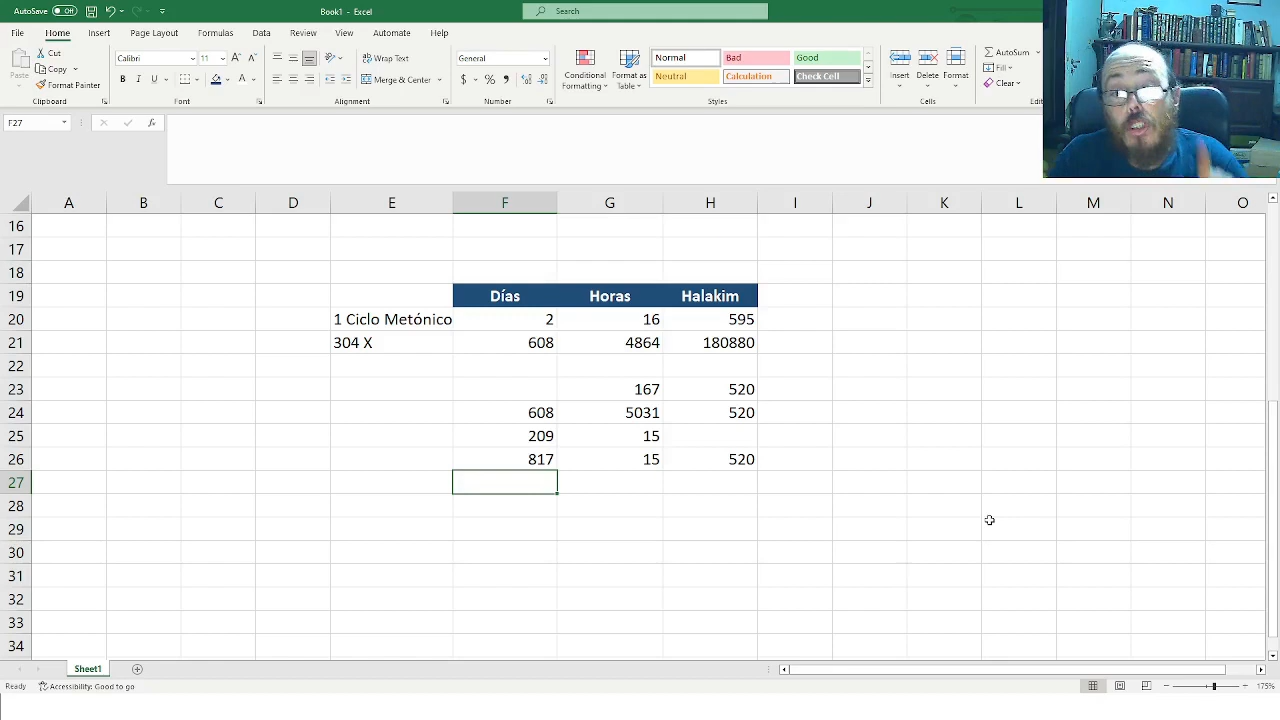 AutoSave Off Book1 - Excel Search
File Home Insert Page Layout Formulas Data Review View Automate Help
Paste Cut Copy Format Painter Clipboard
Calibri 11 B I U A A Font
Wrap Text Merge & Center Alignment
General $ % , Number
Conditional Formatting Format as Table
Normal Bad Good
Neutral Calculation Check Cell
Styles
Insert Delete Format Cells
AutoSum Fill Clear
F27 fx
A B C D E F G H I J K L M N O
16
17
18
19 Días Horas Halakim
20 1 Ciclo Metónico 2 16 595
21 304 X 608 4864 180880
22
23 167 520
24 608 5031 520
25 209 15
26 817 15 520
27
28
29
30
31
32
33
34
Sheet1
Ready Accessibility: Good to go 175%